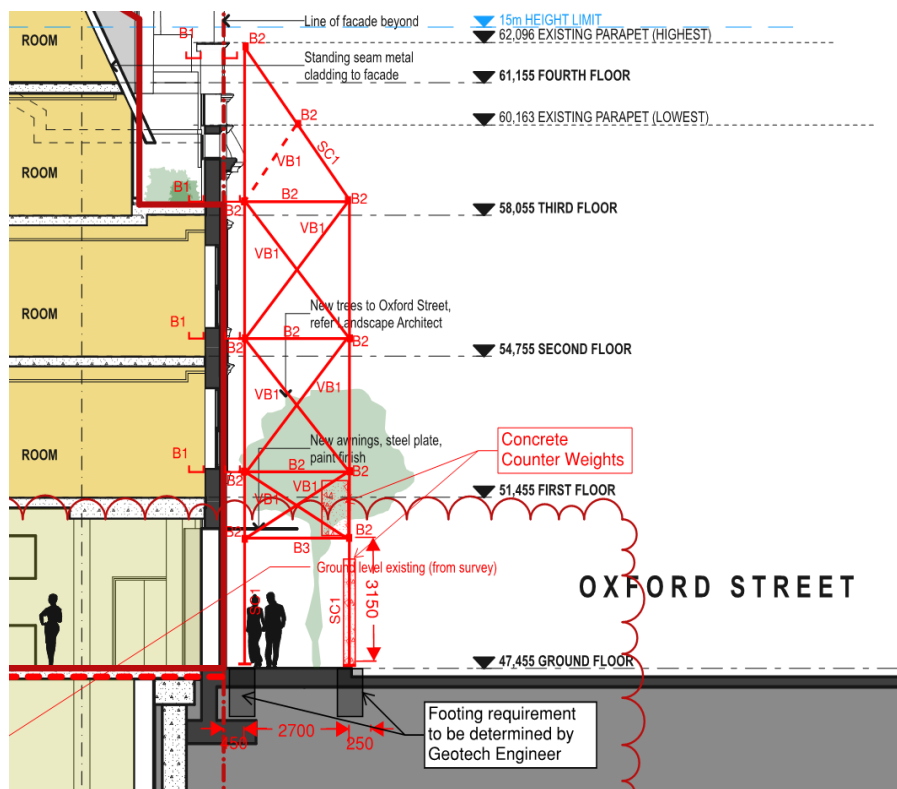 Line of facade beyond
15m HEIGHT LIMIT
62,096 EXISTING PARAPET (HIGHEST)
B1
B2
ROOM
Standing seam metal
cladding to facade
61,155 FOURTH FLOOR
B2
60,163 EXISTING PARAPET (LOWEST)
SC1
VB1
ROOM
B1
B2
B2
B2
58,055 THIRD FLOOR
VB1
VB1
New trees to Oxford Street,
refer Landscape Architect
ROOM
B1
B2
B2
B2
54,755 SECOND FLOOR
VB1
VB1
New awnings, steel plate,
paint finish
Concrete
Counter Weights
ROOM
B1
B2
B2
B2
VB1
51,455 FIRST FLOOR
VB1
B2
B2
B3
Ground level existing (from survey)
3150
SC1
SC1
OXFORD STREET
47,455 GROUND FLOOR
2700
250
Footing requirement
to be determined by
Geotech Engineer